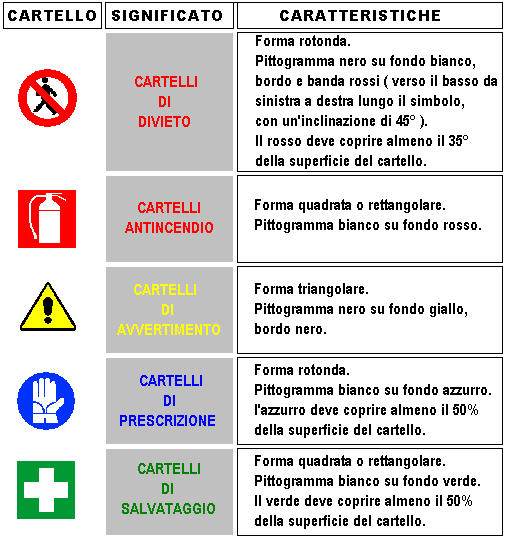 CARTELLO SIGNIFICATO CARATTERISTICHE
CARTELLI
DI
DIVIETO
Forma rotonda.
Pittogramma nero su fondo bianco,
bordo e banda rossi ( verso il basso da
sinistra a destra lungo il simbolo,
con un'inclinazione di 45° ).
Il rosso deve coprire almeno il 35°
della superficie del cartello.
CARTELLI
ANTINCENDIO
Forma quadrata o rettangolare.
Pittogramma bianco su fondo rosso.
CARTELLI
DI
AVVERTIMENTO
Forma triangolare.
Pittogramma nero su fondo giallo,
bordo nero.
CARTELLI
DI
PRESCRIZIONE
Forma rotonda.
Pittogramma bianco su fondo azzurro.
l'azzurro deve coprire almeno il 50%
della superficie del cartello.
CARTELLI
DI
SALVATAGGIO
Forma quadrata o rettangolare.
Pittogramma bianco su fondo verde.
Il verde deve coprire almeno il 50%
della superficie del cartello.